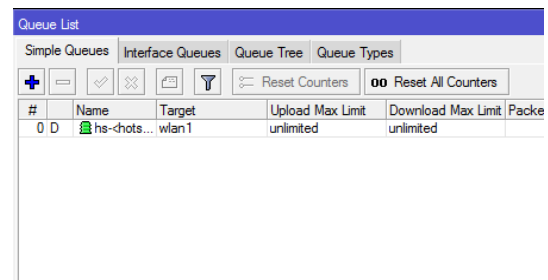 Queue List
Simple Queues Interface Queues Queue Tree Queue Types
Reset Counters 00 Reset All Counters
# Name Target Upload Max Limit Download Max Limit Packe
0 D hs-<hots... wlan1 unlimited unlimited